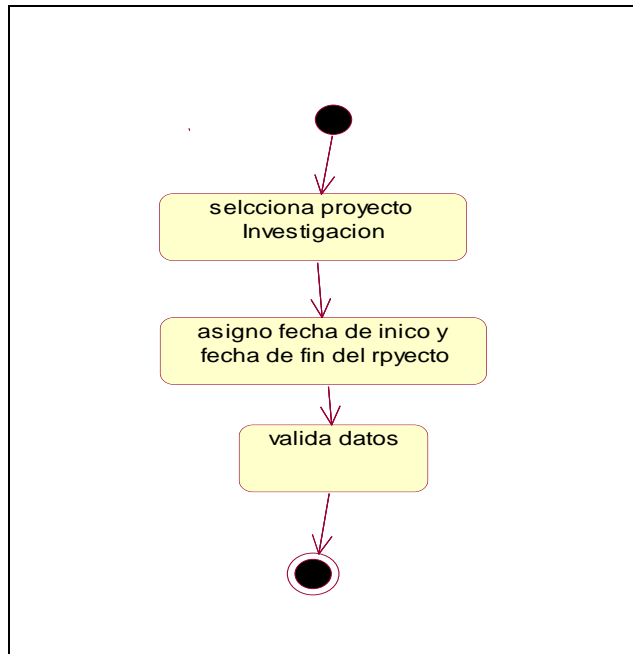 selcciona proyecto
Investigacion
asigno fecha de inico y
fecha de fin del rpyecto
valida datos